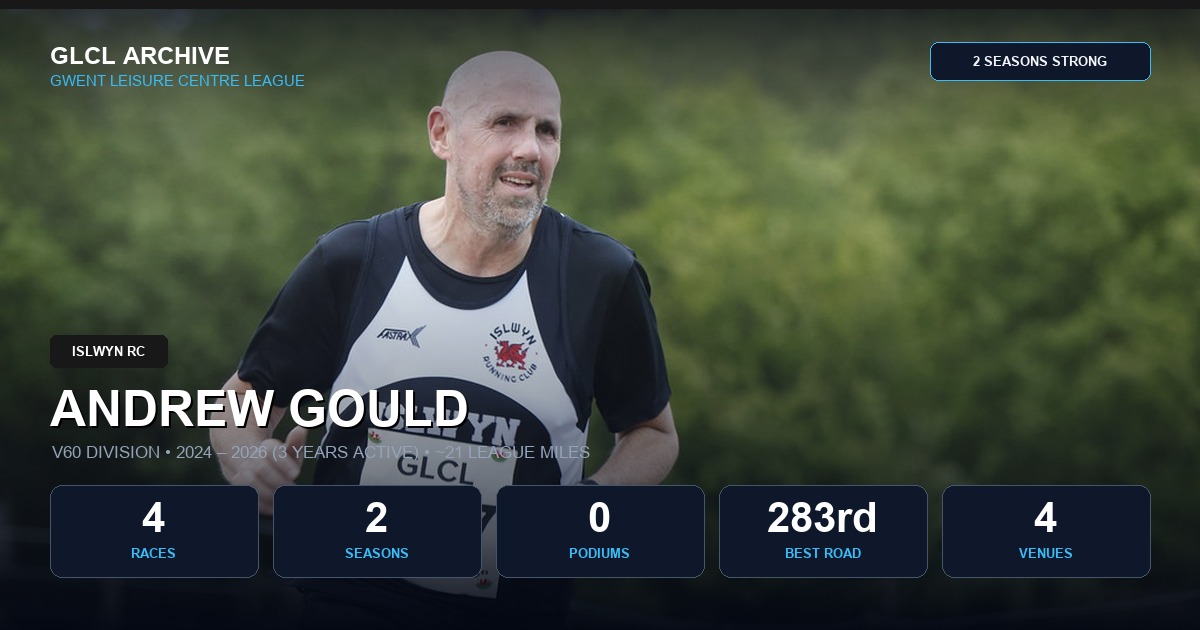 GLCL ARCHIVE
GWENT LEISURE CENTRE LEAGUE
2 SEASONS STRONG
FASTRAX
ISLWYN
RUNNING CLUB
ISLWYN RC
ANDREW GOULD
ISLWYN
V60 DIVISION • 2024 – 2026 (3 YEARS ACTIVE) • ~21 LEAGUE MILES
GLCL
7
4
RACES
2
SEASONS
0
PODIUMS
283rd
BEST ROAD
4
VENUES